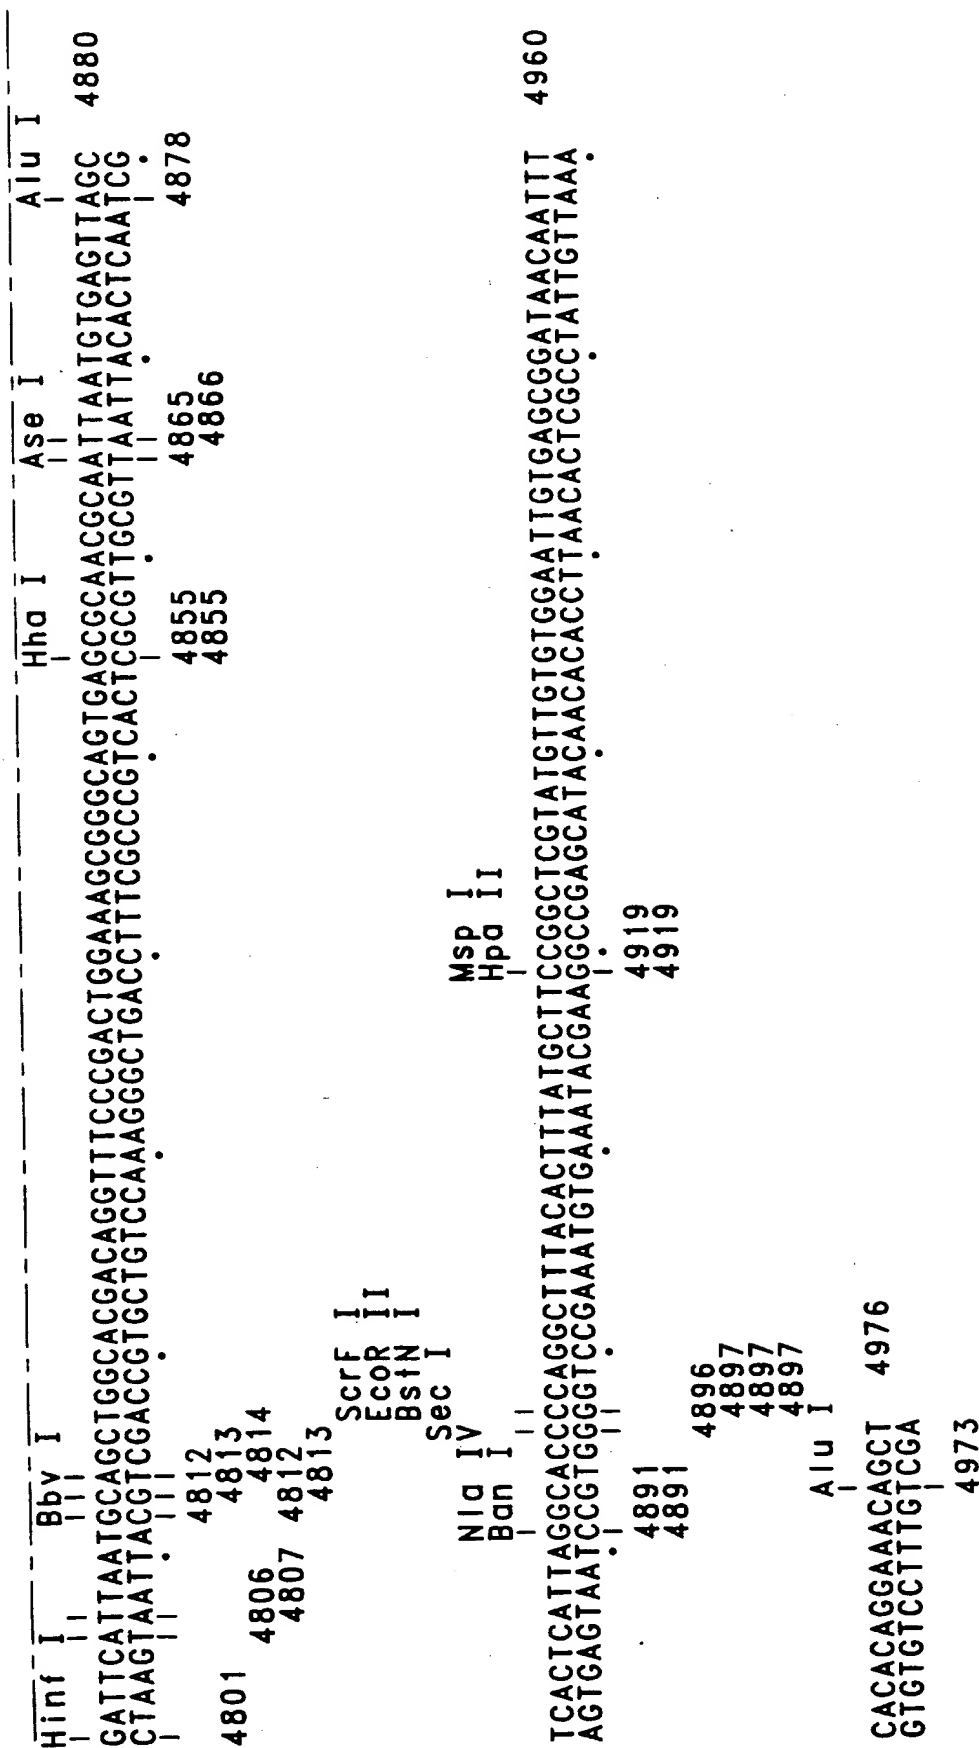 Hinf I Bbv I Hha I Ase I Alu I
GATTCATTAATGCAGCTGGCACGACAGGTTTCCCGACTGGAAAGCGGGCAGTGAGCGCAACGCAATTAATGTGAGTTAGC 4880
CTAAGTAATTACGTCGACCGTGCTGTCCAAAGGGCTGACCTTTCGCCCGTCACTCGCGTTGCGTTAATTACACTCAATCG
4812 4855 4865 4878
4801 4813 4855 4866
4806 4814
4807 4812
4813
ScrF I
EcoR II
BstN I
Sec I
Nla IV Msp I
Ban I Hpa II
TCACTCATTAGGCACCCCAGGCTTTACACTTTATGCTTCCGGCTCGTATGTTGTGTGGAATTGTGAGCGGATAACAATTT 4960
AGTGAGTAATCCGTGGGGTCCGAAATGTGAAATACGAAGGCCGAGCATACAACACACCTTAACACTCGCCTATTGTTAAA
4891 4919
4891 4919
4896
4897
4897
4897
Alu I
CACACAGGAACAGCT 4976
GTGTGTCCTTGTCGA
4973